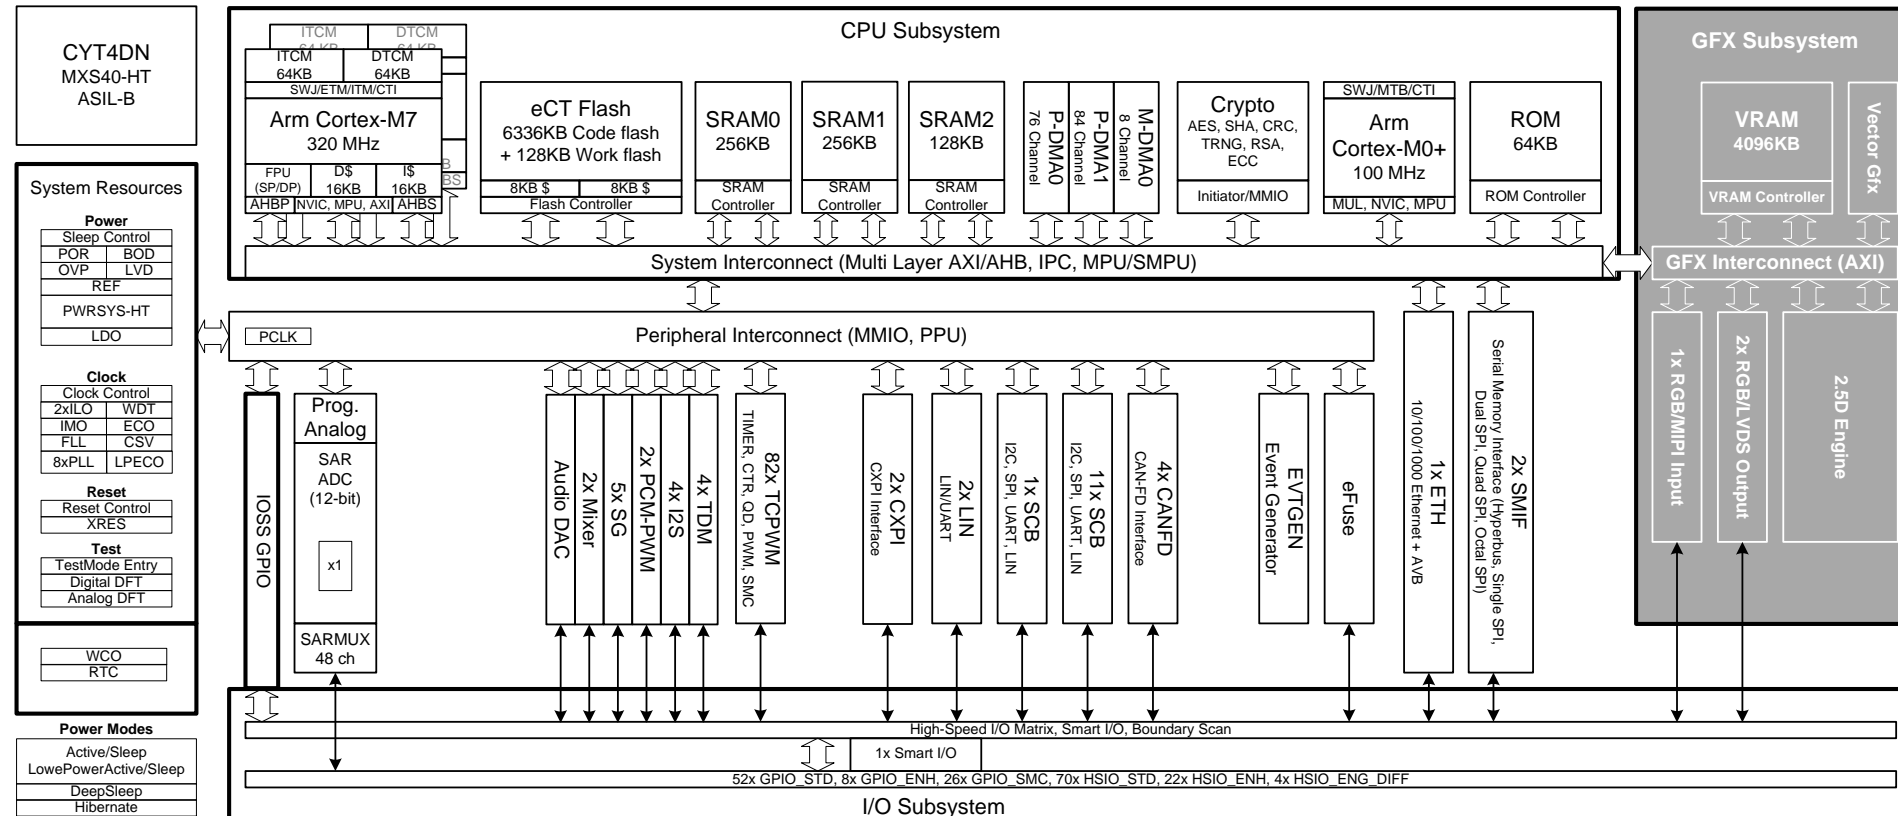 CYT4DN
MXS40-HT
ASIL-B
System Resources
Power
Sleep Control
POR BOD
OVP LVD
REF
PWRSYS-HT
LDO
Clock
Clock Control
2xILO WDT
IMO ECO
FLL CSV
8xPLL LPECO
Reset
Reset Control
XRES
Test
TestMode Entry
Digital DFT
Analog DFT
WCO
RTC
Power Modes
Active/Sleep
LowePowerActive/Sleep
DeepSleep
Hibernate
CPU Subsystem
ITCM DTCM
64 KB 64 KB
ITCM DTCM
64KB 64KB
SWJ/ETM/ITM/CTI
Arm Cortex-M7
320 MHz
FPU
(SP/DP)
D$
16KB
I$
16KB
B
BS
AHBP NVIC, MPU, AXI AHBS
eCT Flash
6336KB Code flash
+ 128KB Work flash
8KB $ 8KB $
Flash Controller
SRAM0
256KB
SRAM
Controller
SRAM1
256KB
SRAM
Controller
SRAM2
128KB
SRAM
Controller
P-DMA0
76 Channel
P-DMA1
84 Channel
M-DMA0
8 Channel
Crypto
AES, SHA, CRC,
TRNG, RSA,
ECC
Initiator/MMIO
SWJ/MTB/CTI
Arm
Cortex-M0+
100 MHz
MUL, NVIC, MPU
ROM
64KB
ROM Controller
System Interconnect (Multi Layer AXI/AHB, IPC, MPU/SMPU)
GFX Subsystem
VRAM
4096KB
VRAM Controller
Vector Gfx
GFX Interconnect (AXI)
1x RGB/MIPI Input
2x RGB/LVDS Output
2.5D Engine
PCLK
Peripheral Interconnect (MMIO, PPU)
IOSS GPIO
Prog.
Analog
SAR
ADC
(12-bit)
x1
SARMUX
48 ch
Audio DAC
2x Mixer
5x SG
2x PCM-PWM
4x I2S
4x TDM
82x TCPWM
TIMER, CTR, QD, PWM, SMC
2x CXPI
CXPI Interface
2x LIN
LIN/UART
1x SCB
I2C, SPI, UART, LIN
11x SCB
I2C, SPI, UART, LIN
4x CANFD
CAN-FD Interface
EVTGEN
Event Generator
eFuse
1x ETH
10/100/1000 Ethernet + AVB
2x SMIF
Serial Memory Interface (Hyperbus, Single SPI,
Dual SPI, Quad SPI, Octal SPI)
High-Speed I/O Matrix, Smart I/O, Boundary Scan
1x Smart I/O
52x GPIO_STD, 8x GPIO_ENH, 26x GPIO_SMC, 70x HSIO_STD, 22x HSIO_ENH, 4x HSIO_ENG_DIFF
I/O Subsystem